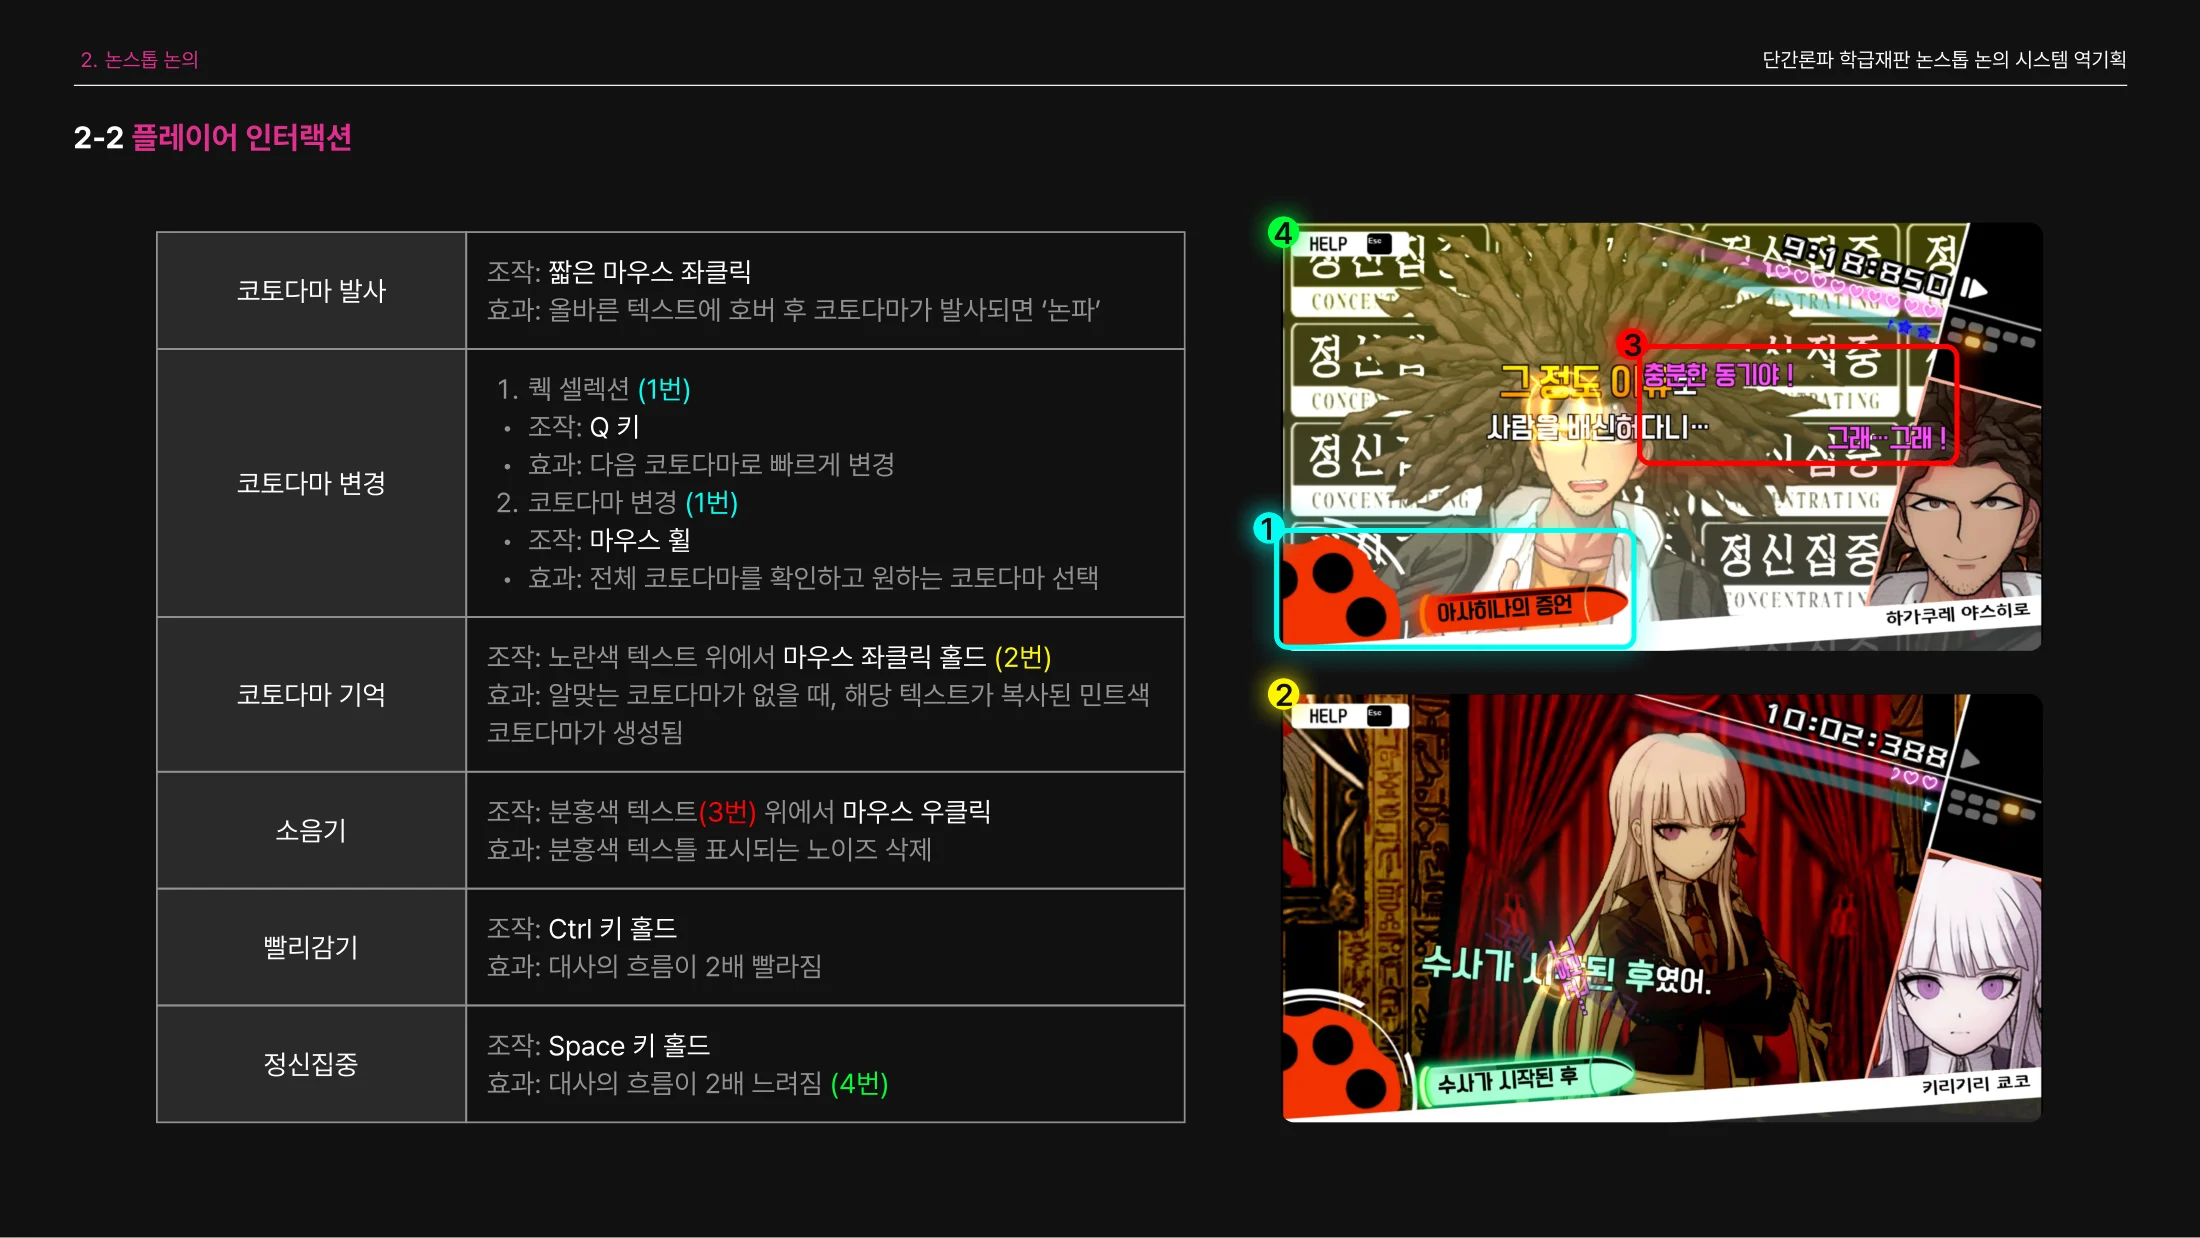 2. 논스톱 논의
단간론파 학급재판 논스톱 논의 시스템 역기획
2-2 플레이어 인터랙션
코토다마 발사
조작: 짧은 마우스 좌클릭
효과: 올바른 텍스트에 호버 후 코토다마가 발사되면 ‘논파’
코토다마 변경
1. 퀵 셀렉션 (1번)
• 조작: Q 키
• 효과: 다음 코토다마로 빠르게 변경
2. 코토다마 변경 (1번)
• 조작: 마우스 휠
• 효과: 전체 코토다마를 확인하고 원하는 코토다마 선택
코토다마 기억
조작: 노란색 텍스트 위에서 마우스 좌클릭 홀드 (2번)
효과: 알맞는 코토다마가 없을 때, 해당 텍스트가 복사된 민트색
코토다마가 생성됨
소음기
조작: 분홍색 텍스트(3번) 위에서 마우스 우클릭
효과: 분홍색 텍스틀 표시되는 노이즈 삭제
빨리감기
조작: Ctrl 키 홀드
효과: 대사의 흐름이 2배 빨라짐
정신집중
조작: Space 키 홀드
효과: 대사의 흐름이 2배 느려짐 (4번)
4
HELP Esc
9:18:850
정신집중
CONCENTRATING
3
그 정도 이유로
충분한 동기야!
사람을 배신하다니…
그래…그래!
1
정신집중
CONCENTRATING
아사히나의 증언
하가쿠레 야스히로
2
HELP Esc
10:02:388
수사가 시작된 후였어.
수사가 시작된 후
키리기리 쿄코